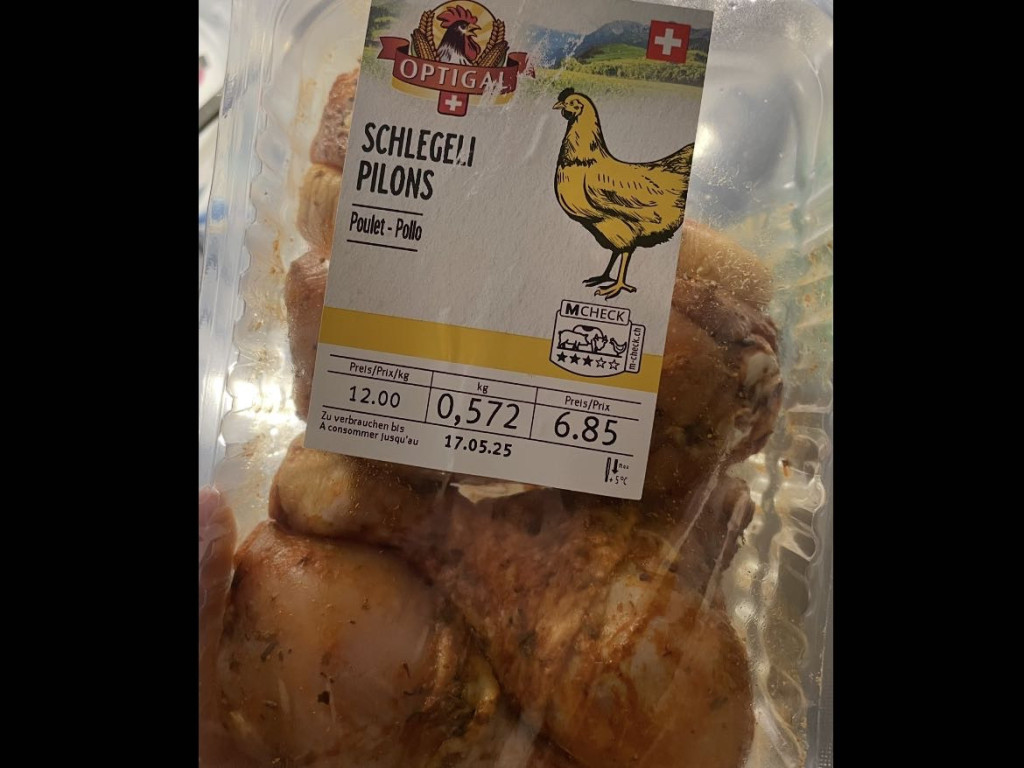 OPTIGAL
SCHLEGELI
PILONS
Poulet - Pollo
MCHECK
m-check.ch
Preis/Prix/kg
kg
Preis/Prix
12.00
0,572
6.85
Zu verbrauchen bis
A consommer jusqu'au
17.05.25
+5°C